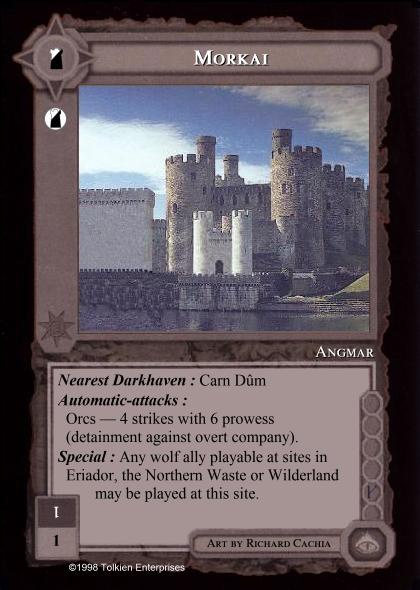 MORKAI
ANGMAR
Nearest Darkhaven : Carn Dûm
Automatic-attacks :
Orcs — 4 strikes with 6 prowess
(detainment against overt company).
Special : Any wolf ally playable at sites in
Eriador, the Northern Waste or Wilderland
may be played at this site.
I
1
ART BY RICHARD CACHIA
©1998 Tolkien Enterprises